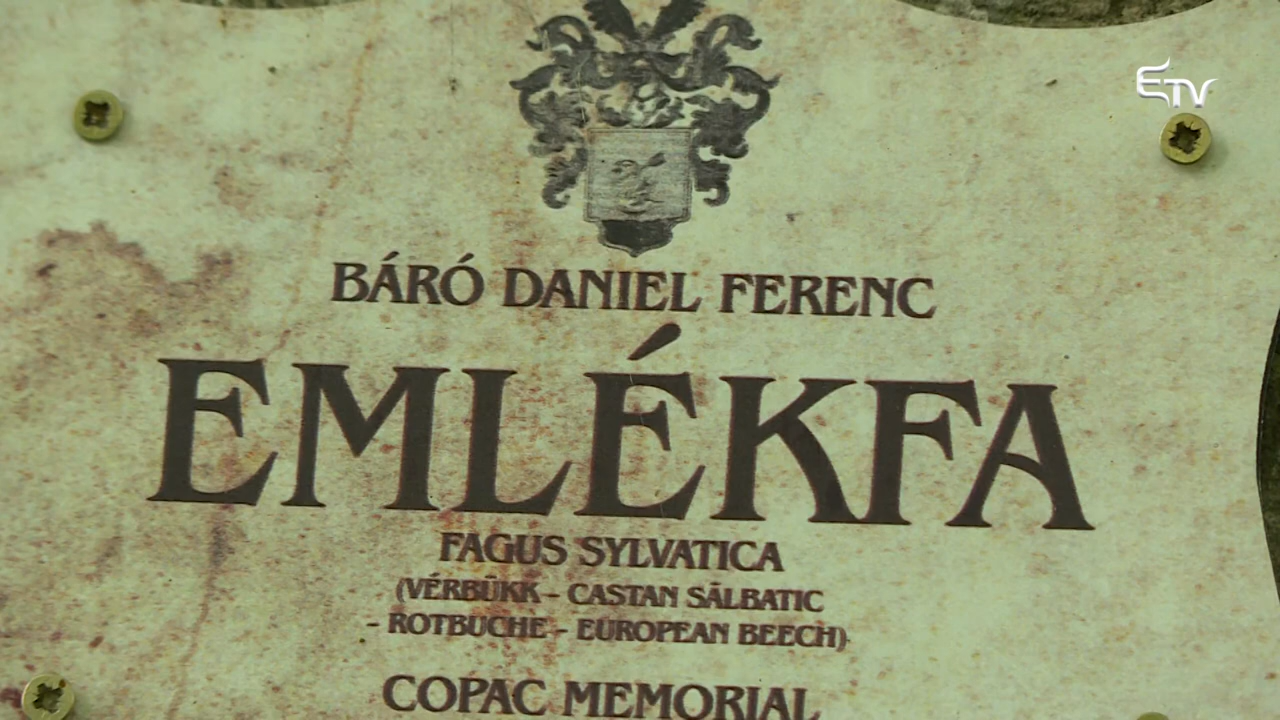 ETV
BÁRÓ DANIEL FERENC
EMLÉKFA
FAGUS SYLVATICA
(VÉRBÜKK - CASTAN SĂLBATIC
- ROTBUCHE - EUROPEAN BEECH)
COPAC MEMORIAL